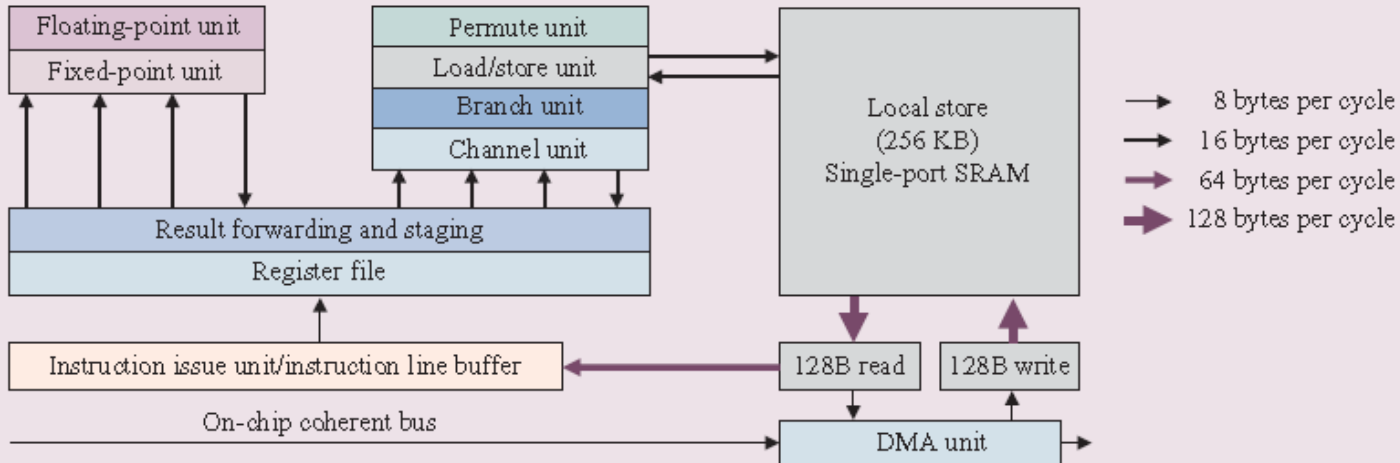 Floating-point unit
Fixed-point unit
Permute unit
Load/store unit
Branch unit
Channel unit
Local store
(256 KB)
Single-port SRAM
8 bytes per cycle
16 bytes per cycle
64 bytes per cycle
128 bytes per cycle
Result forwarding and staging
Register file
Instruction issue unit/instruction line buffer
128B read
128B write
On-chip coherent bus
DMA unit